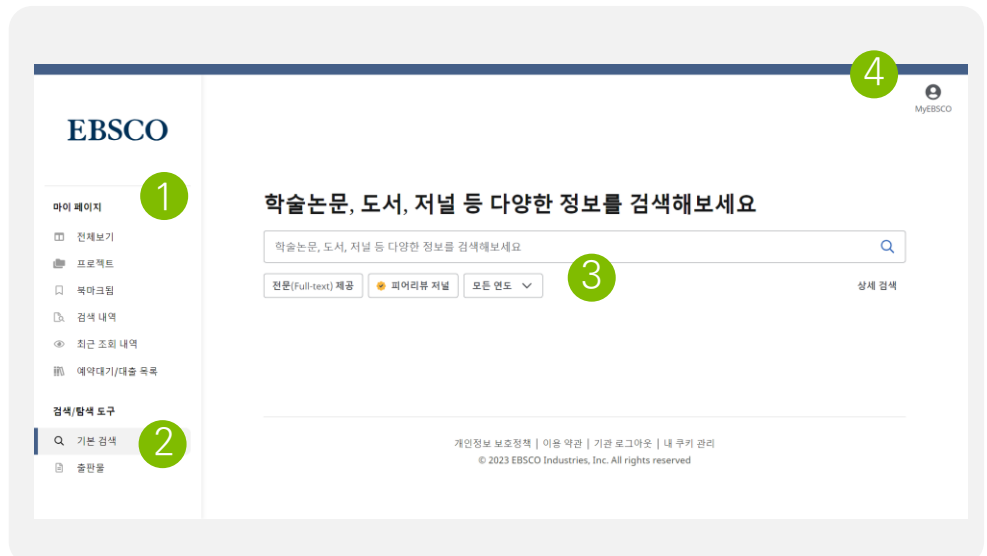 4
MyEBSCO
EBSCO
1
마이 페이지
전체보기
프로젝트
북마크됨
검색 내역
최근 조회 내역
예약대기/대출 목록
검색/탐색 도구
기본 검색
2
출판물
학술논문, 도서, 저널 등 다양한 정보를 검색해보세요
학술논문, 도서, 저널 등 다양한 정보를 검색해보세요
3
전문(Full-text) 제공 피어리뷰 저널 모든 연도
상세 검색
개인정보 보호정책 | 이용 약관 | 기관 로그아웃 | 내 쿠키 관리
© 2023 EBSCO Industries, Inc. All rights reserved